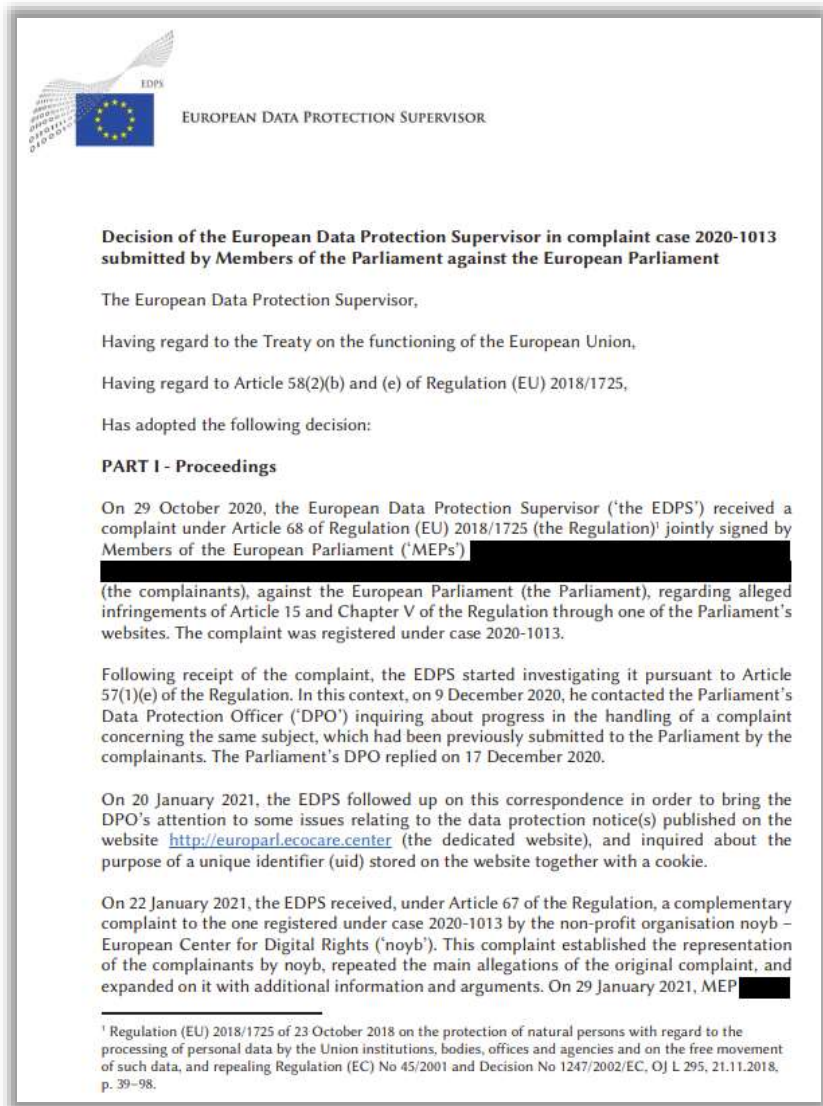 EDPS
EUROPEAN DATA PROTECTION SUPERVISOR
Decision of the European Data Protection Supervisor in complaint case 2020-1013
submitted by Members of the Parliament against the European Parliament
The European Data Protection Supervisor,
Having regard to the Treaty on the functioning of the European Union,
Having regard to Article 58(2)(b) and (e) of Regulation (EU) 2018/1725,
Has adopted the following decision:
PART I - Proceedings
On 29 October 2020, the European Data Protection Supervisor (‘the EDPS’) received a
complaint under Article 68 of Regulation (EU) 2018/1725 (the Regulation)¹ jointly signed by
Members of the European Parliament (‘MEPs’)
(the complainants), against the European Parliament (the Parliament), regarding alleged
infringements of Article 15 and Chapter V of the Regulation through one of the Parliament’s
websites. The complaint was registered under case 2020-1013.
Following receipt of the complaint, the EDPS started investigating it pursuant to Article
57(1)(e) of the Regulation. In this context, on 9 December 2020, he contacted the Parliament’s
Data Protection Officer (‘DPO’) inquiring about progress in the handling of a complaint
concerning the same subject, which had been previously submitted to the Parliament by the
complainants. The Parliament’s DPO replied on 17 December 2020.
On 20 January 2021, the EDPS followed up on this correspondence in order to bring the
DPO’s attention to some issues relating to the data protection notice(s) published on the
website http://europarl.ecocare.center (the dedicated website), and inquired about the
purpose of a unique identifier (uid) stored on the website together with a cookie.
On 22 January 2021, the EDPS received, under Article 67 of the Regulation, a complementary
complaint to the one registered under case 2020-1013 by the non-profit organisation noyb –
European Center for Digital Rights (‘noyb’). This complaint established the representation
of the complainants by noyb, repeated the main allegations of the original complaint, and
expanded on it with additional information and arguments. On 29 January 2021, MEP
¹ Regulation (EU) 2018/1725 of 23 October 2018 on the protection of natural persons with regard to the
processing of personal data by the Union institutions, bodies, offices and agencies and on the free movement
of such data, and repealing Regulation (EC) No 45/2001 and Decision No 1247/2002/EC, OJ L 295, 21.11.2018,
p. 39–98.